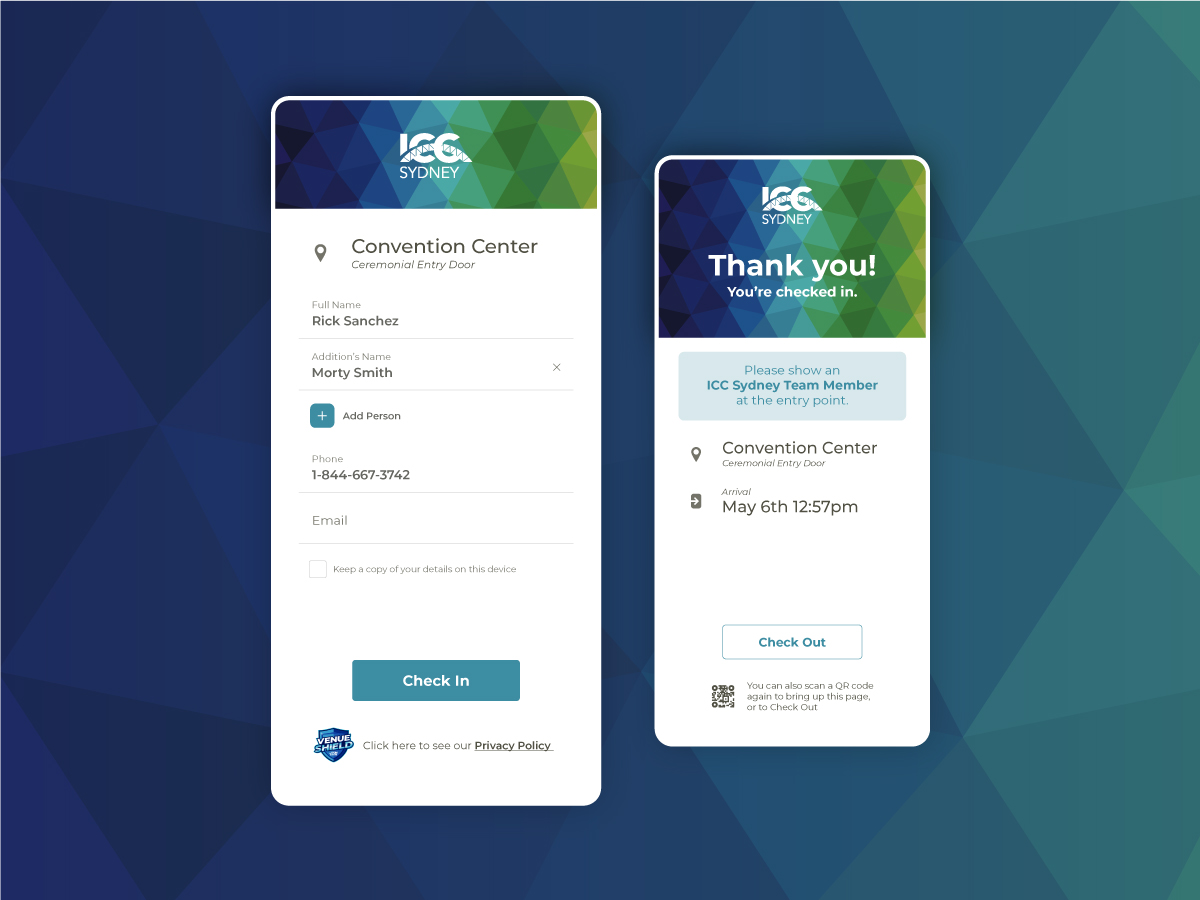 ICC
SYDNEY
Convention Center
Ceremonial Entry Door
Full Name
Rick Sanchez
Addition's Name
Morty Smith
Add Person
Phone
1-844-667-3742
Email
Keep a copy of your details on this device
Check In
VENUE
SHIELD
Click here to see our Privacy Policy
ICC
SYDNEY
Thank you!
You're checked in.
Please show an
ICC Sydney Team Member
at the entry point.
Convention Center
Ceremonial Entry Door
Arrival
May 6th 12:57pm
Check Out
You can also scan a QR code
again to bring up this page,
or to Check Out